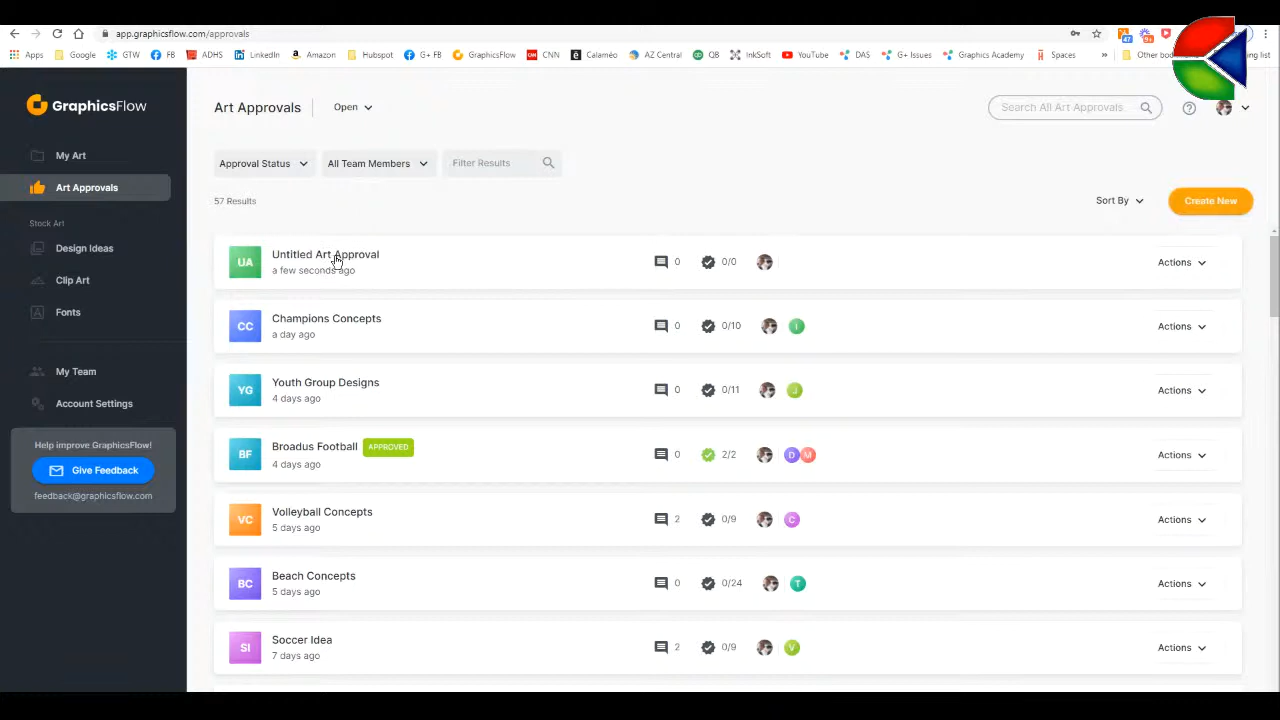 app.graphicsflow.com/approvals
Apps Google GTW FB ADHS LinkedIn Amazon Hubspot G+ FB GraphicsFlow CNN Calaméo AZ Central QB InkSoft YouTube DAS G+ Issues Graphics Academy Spaces » Other boo ing list
GraphicsFlow
Art Approvals Open
Search All Art Approvals
My Art
Art Approvals
Stock Art
Design Ideas
Clip Art
Fonts
My Team
Account Settings
Help improve GraphicsFlow!
Give Feedback
feedback@graphicsflow.com
Approval Status All Team Members Filter Results
57 Results
Sort By Create New
UA Untitled Art Approval 0 0/0 Actions
a few seconds ago
CC Champions Concepts 0 0/10 I Actions
a day ago
YG Youth Group Designs 0 0/11 J Actions
4 days ago
BF Broadus Football APPROVED 0 2/2 D M Actions
4 days ago
VC Volleyball Concepts 2 0/9 C Actions
5 days ago
BC Beach Concepts 0 0/24 T Actions
5 days ago
SI Soccer Idea 2 0/9 V Actions
7 days ago